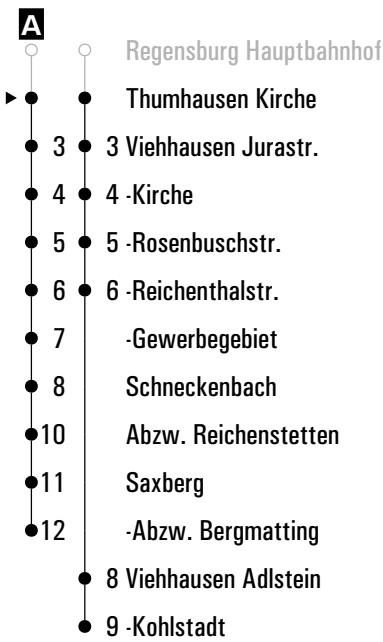 A
Regensburg Hauptbahnhof
Thumhausen Kirche
3 3 Viehhausen Jurastr.
4 4 -Kirche
5 5 -Rosenbuschstr.
6 6 -Reichenthalstr.
7 -Gewerbegebiet
8 Schneckenbach
10 Abzw. Reichenstetten
11 Saxberg
12 -Abzw. Bergmatting
8 Viehhausen Adlstein
9 -Kohlstadt